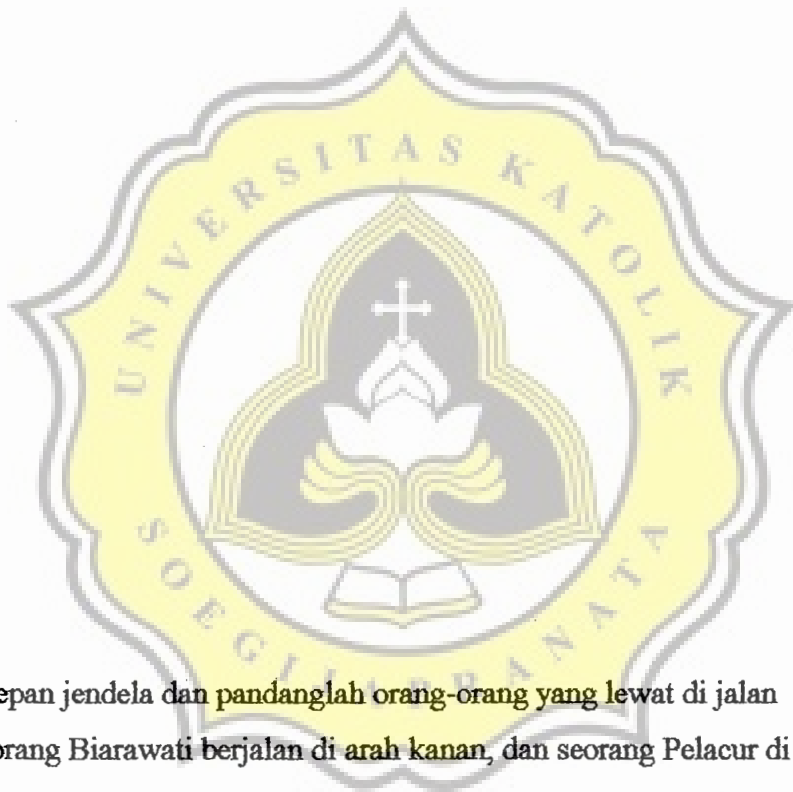 UNIVERSITAS KATOLIK
SOEGIJAPRANATA
epan jendela dan pandanglah orang-orang yang lewat di jalan
orang Biarawati berjalan di arah kanan, dan seorang Pelacur di